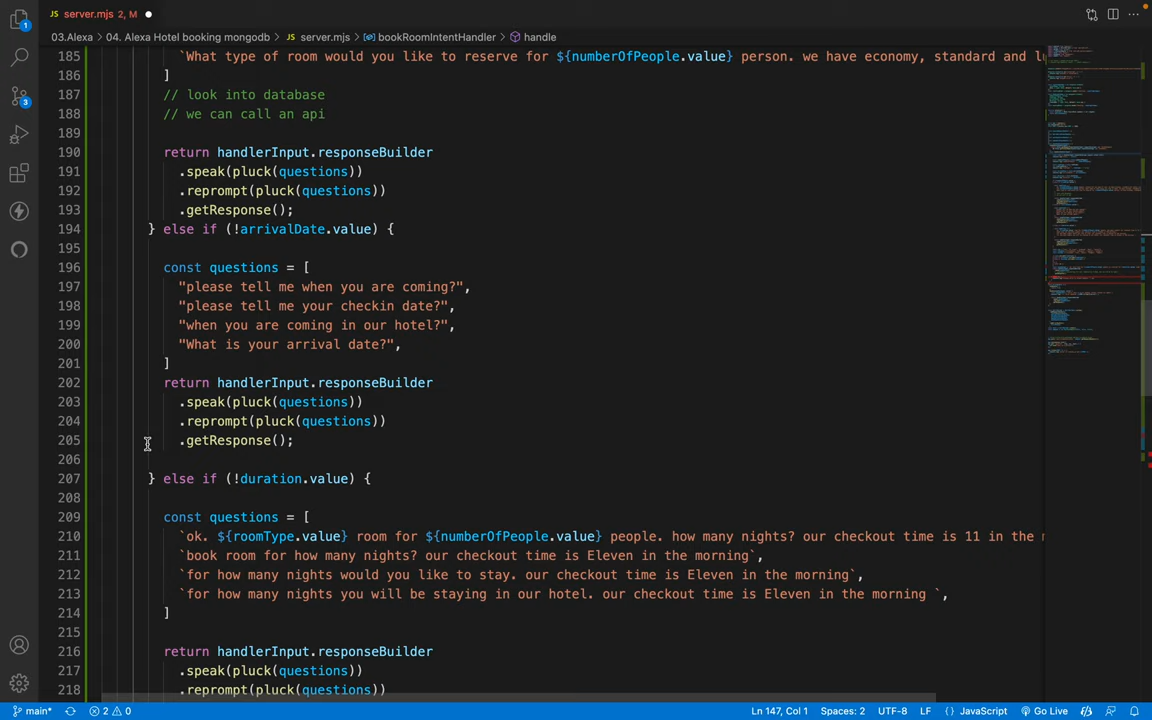 server.mjs 2, M
03.Alexa > 04. Alexa Hotel booking mongodb > JS server.mjs > bookRoomIntentHandler > handle
185 `What type of room would you like to reserve for ${numberOfPeople.value} person. we have economy, standard and lu
186 ]
187 // look into database
188 // we can call an api
189
190 return handlerInput.responseBuilder
191 .speak(pluck(questions))
192 .reprompt(pluck(questions))
193 .getResponse();
194 } else if (!arrivalDate.value) {
195
196 const questions = [
197 "please tell me when you are coming?",
198 "please tell me your checkin date?",
199 "when you are coming in our hotel?",
200 "What is your arrival date?",
201 ]
202 return handlerInput.responseBuilder
203 .speak(pluck(questions))
204 .reprompt(pluck(questions))
205 .getResponse();
206
207 } else if (!duration.value) {
208
209 const questions = [
210 `ok. ${roomType.value} room for ${numberOfPeople.value} people. how many nights? our checkout time is 11 in the m
211 `book room for how many nights? our checkout time is Eleven in the morning`,
212 `for how many nights would you like to stay. our checkout time is Eleven in the morning`,
213 `for how many nights you will be staying in our hotel. our checkout time is Eleven in the morning `,
214 ]
215
216 return handlerInput.responseBuilder
217 .speak(pluck(questions))
218 .reprompt(pluck(questions))
main* 2 0 Ln 147, Col 1 Spaces: 2 UTF-8 LF {} JavaScript Go Live